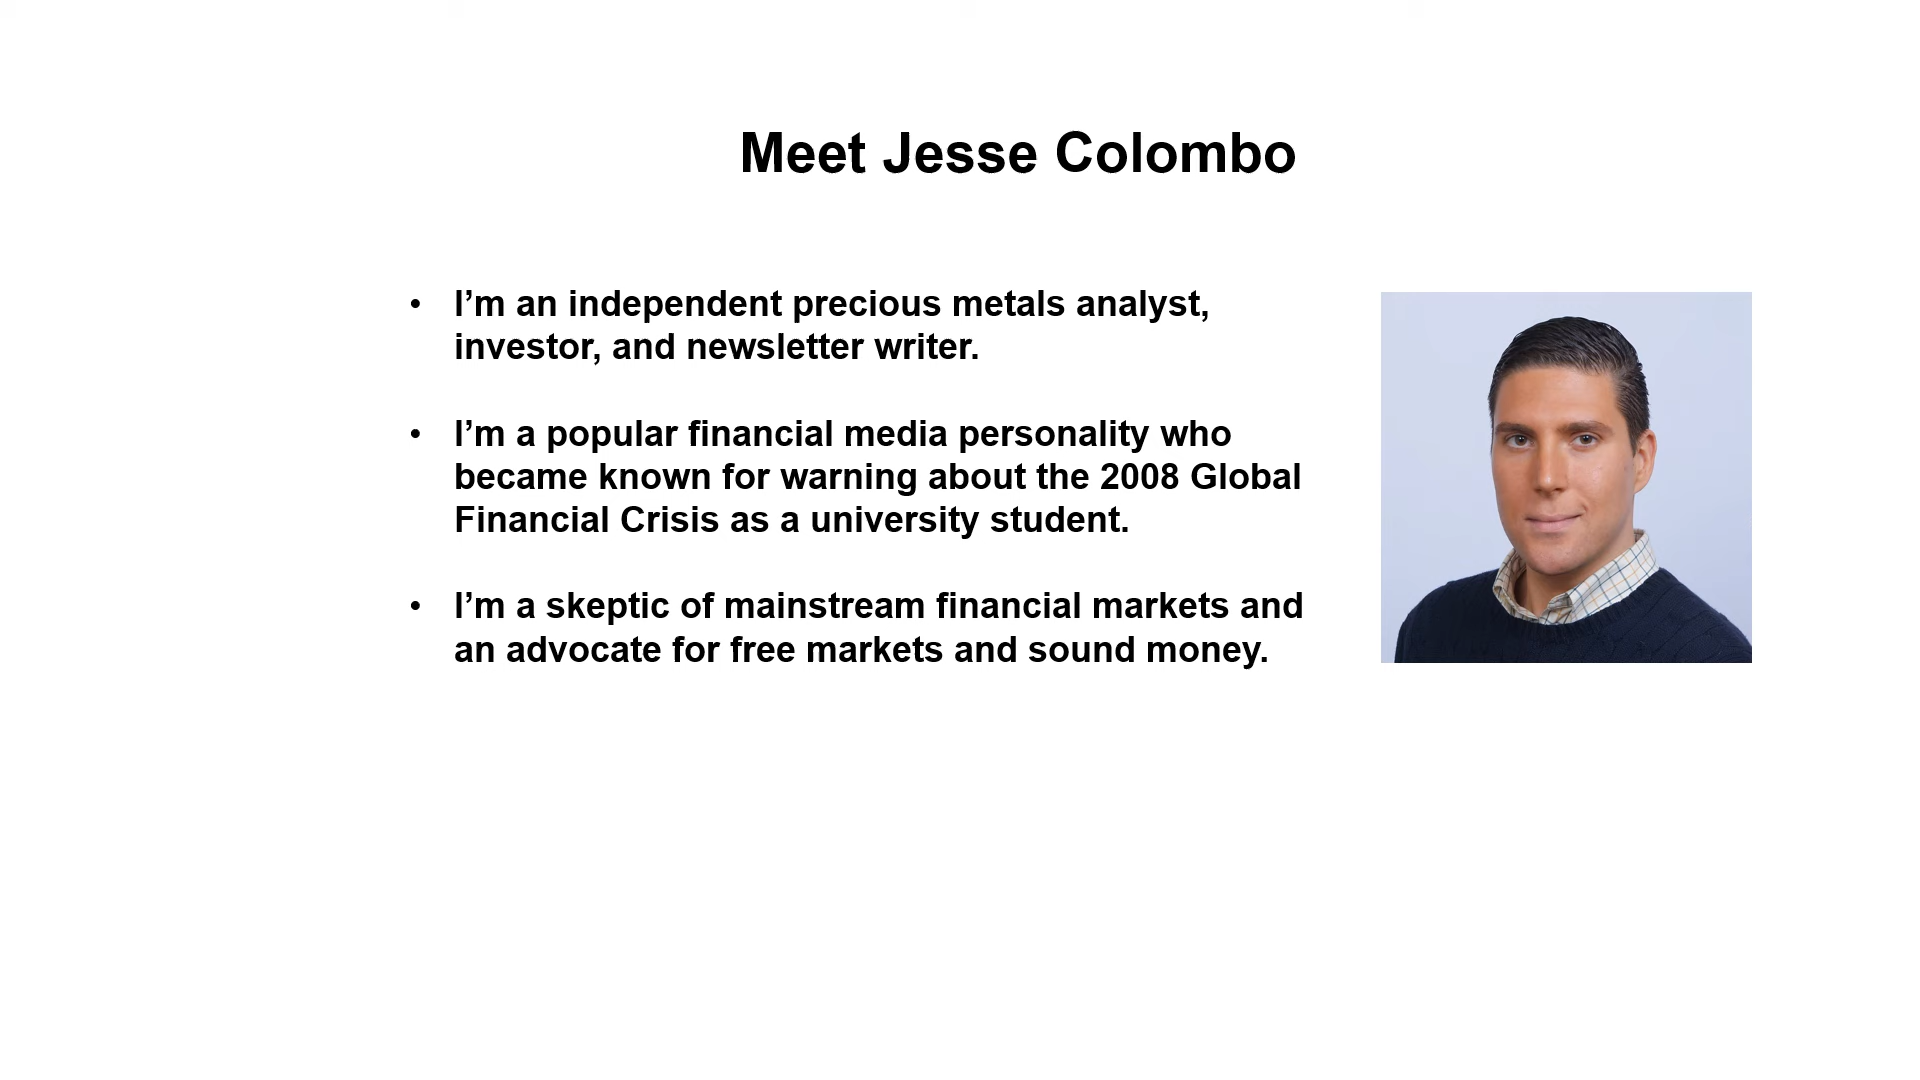 Meet Jesse Colombo
• I’m an independent precious metals analyst,
investor, and newsletter writer.
• I’m a popular financial media personality who
became known for warning about the 2008 Global
Financial Crisis as a university student.
• I’m a skeptic of mainstream financial markets and
an advocate for free markets and sound money.